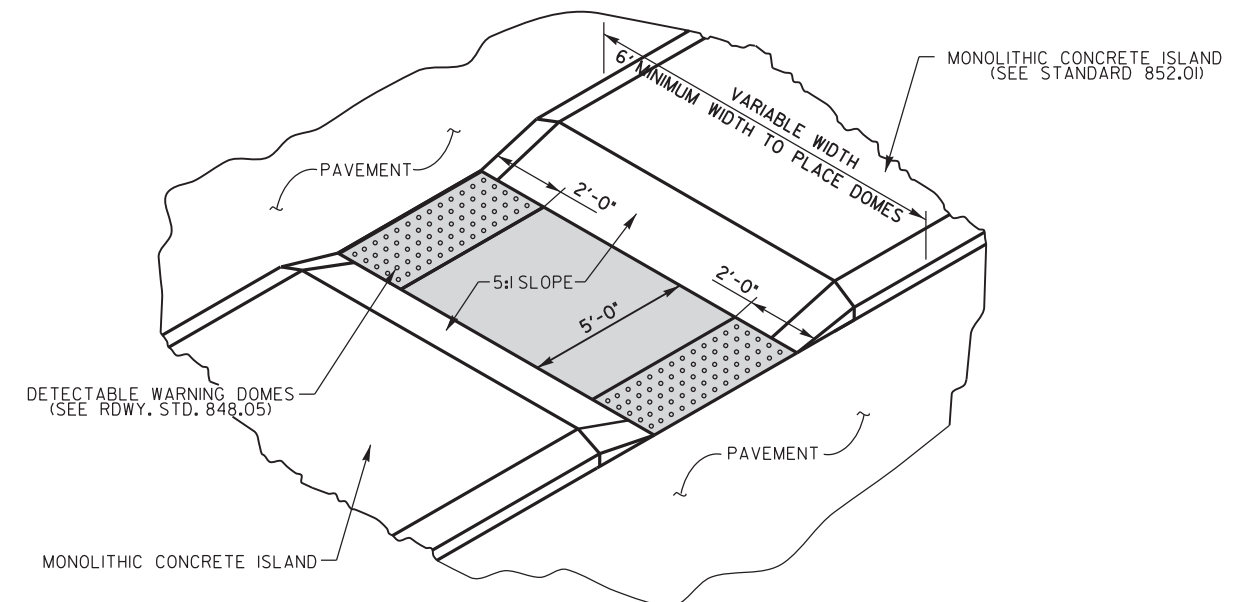 MONOLITHIC CONCRETE ISLAND
(SEE STANDARD 852.01)
VARIABLE WIDTH
6' MINIMUM WIDTH TO PLACE DOMES
PAVEMENT
2'-0"
5:1 SLOPE
2'-0"
5'-0"
DETECTABLE WARNING DOMES
(SEE RDWY. STD. 848.05)
PAVEMENT
MONOLITHIC CONCRETE ISLAND